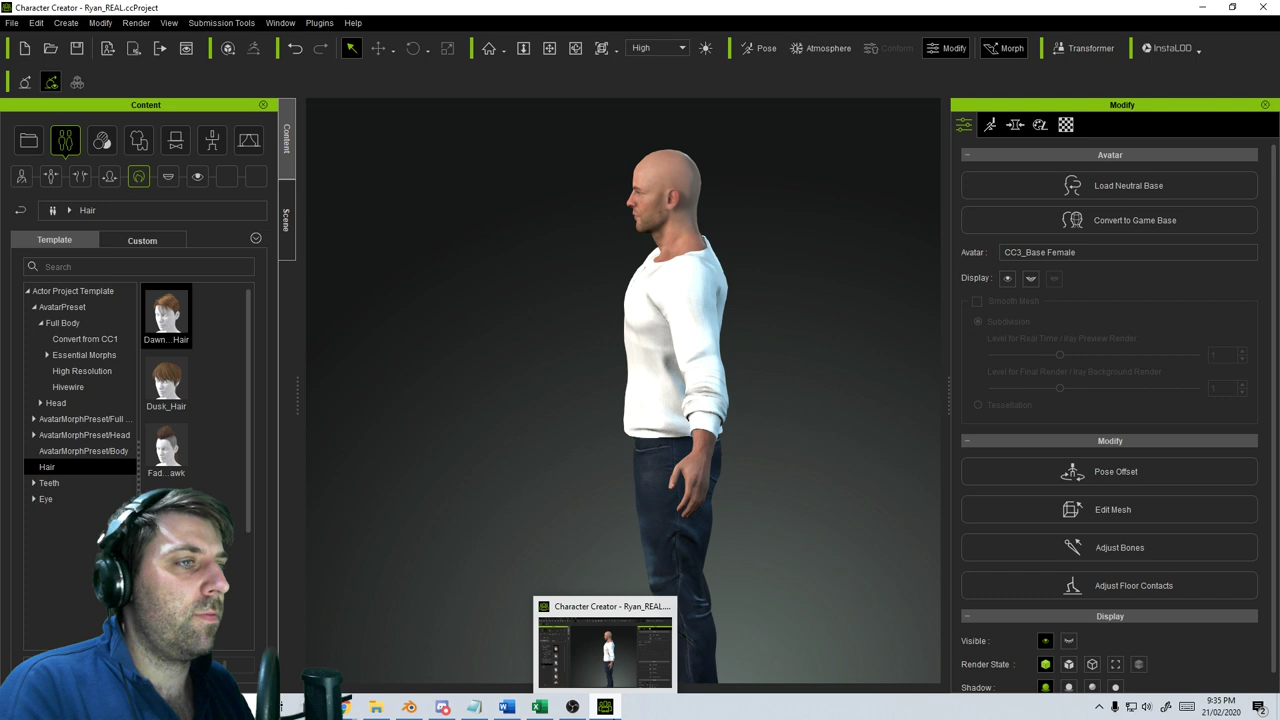 Character Creator - Ryan_REAL.ccProject
File Edit Create Modify Render Submission Tools Window Plugins Help
High Pose Atmosphere Conform Modify Morph Transformer InstaLOD
Content
Modify
Content
Scene
Avatar
Load Neutral Base
Hair
Convert to Game Base
Template Custom
Avatar: CC3_Base Female
Search
Display:
Actor Project Template
AvatarPreset
Smooth Mesh
Full Body
Subdivision
Convert from CC1
Dawn...Hair
Level for Real Time / Iray Preview Render
Essential Morphs
1
High Resolution
Level for Final Render / Iray Background Render
Hivewire
1
Head
Dusk_Hair
Tessellation
AvatarMorphPreset/Full ...
AvatarMorphPreset/Head
Modify
AvatarMorphPreset/Body
Hair
Fad...awk
Pose Offset
Teeth
Eye
Edit Mesh
Adjust Bones
Adjust Floor Contacts
Character Creator - Ryan_REAL....
Display
Visible:
Render State:
Shadow:
9:35 PM
21/02/2020
2